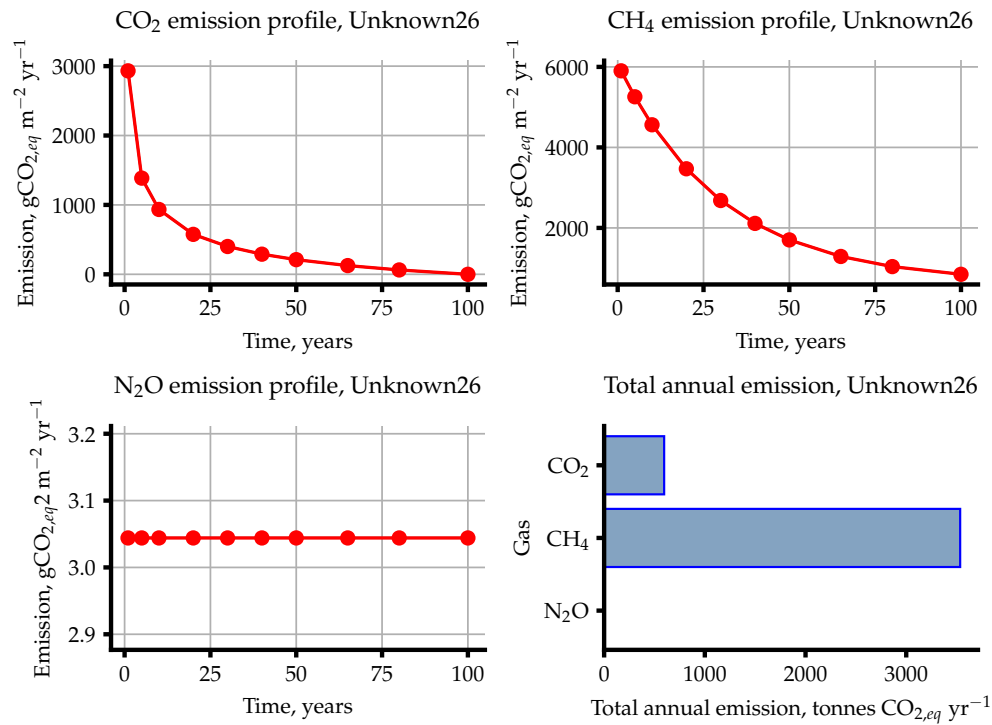 CO₂ emission profile, Unknown26
Emission, gCO₂,eq m⁻² yr⁻¹
3000
2000
1000
0
0 25 50 75 100
Time, years
CH₄ emission profile, Unknown26
Emission, gCO₂,eq m⁻² yr⁻¹
6000
4000
2000
0 25 50 75 100
Time, years
N₂O emission profile, Unknown26
Emission, gCO₂,eq2 m⁻² yr⁻¹
3.2
3.1
3.0
2.9
0 25 50 75 100
Time, years
Total annual emission, Unknown26
Gas
CO₂
CH₄
N₂O
0 1000 2000 3000
Total annual emission, tonnes CO₂,eq yr⁻¹